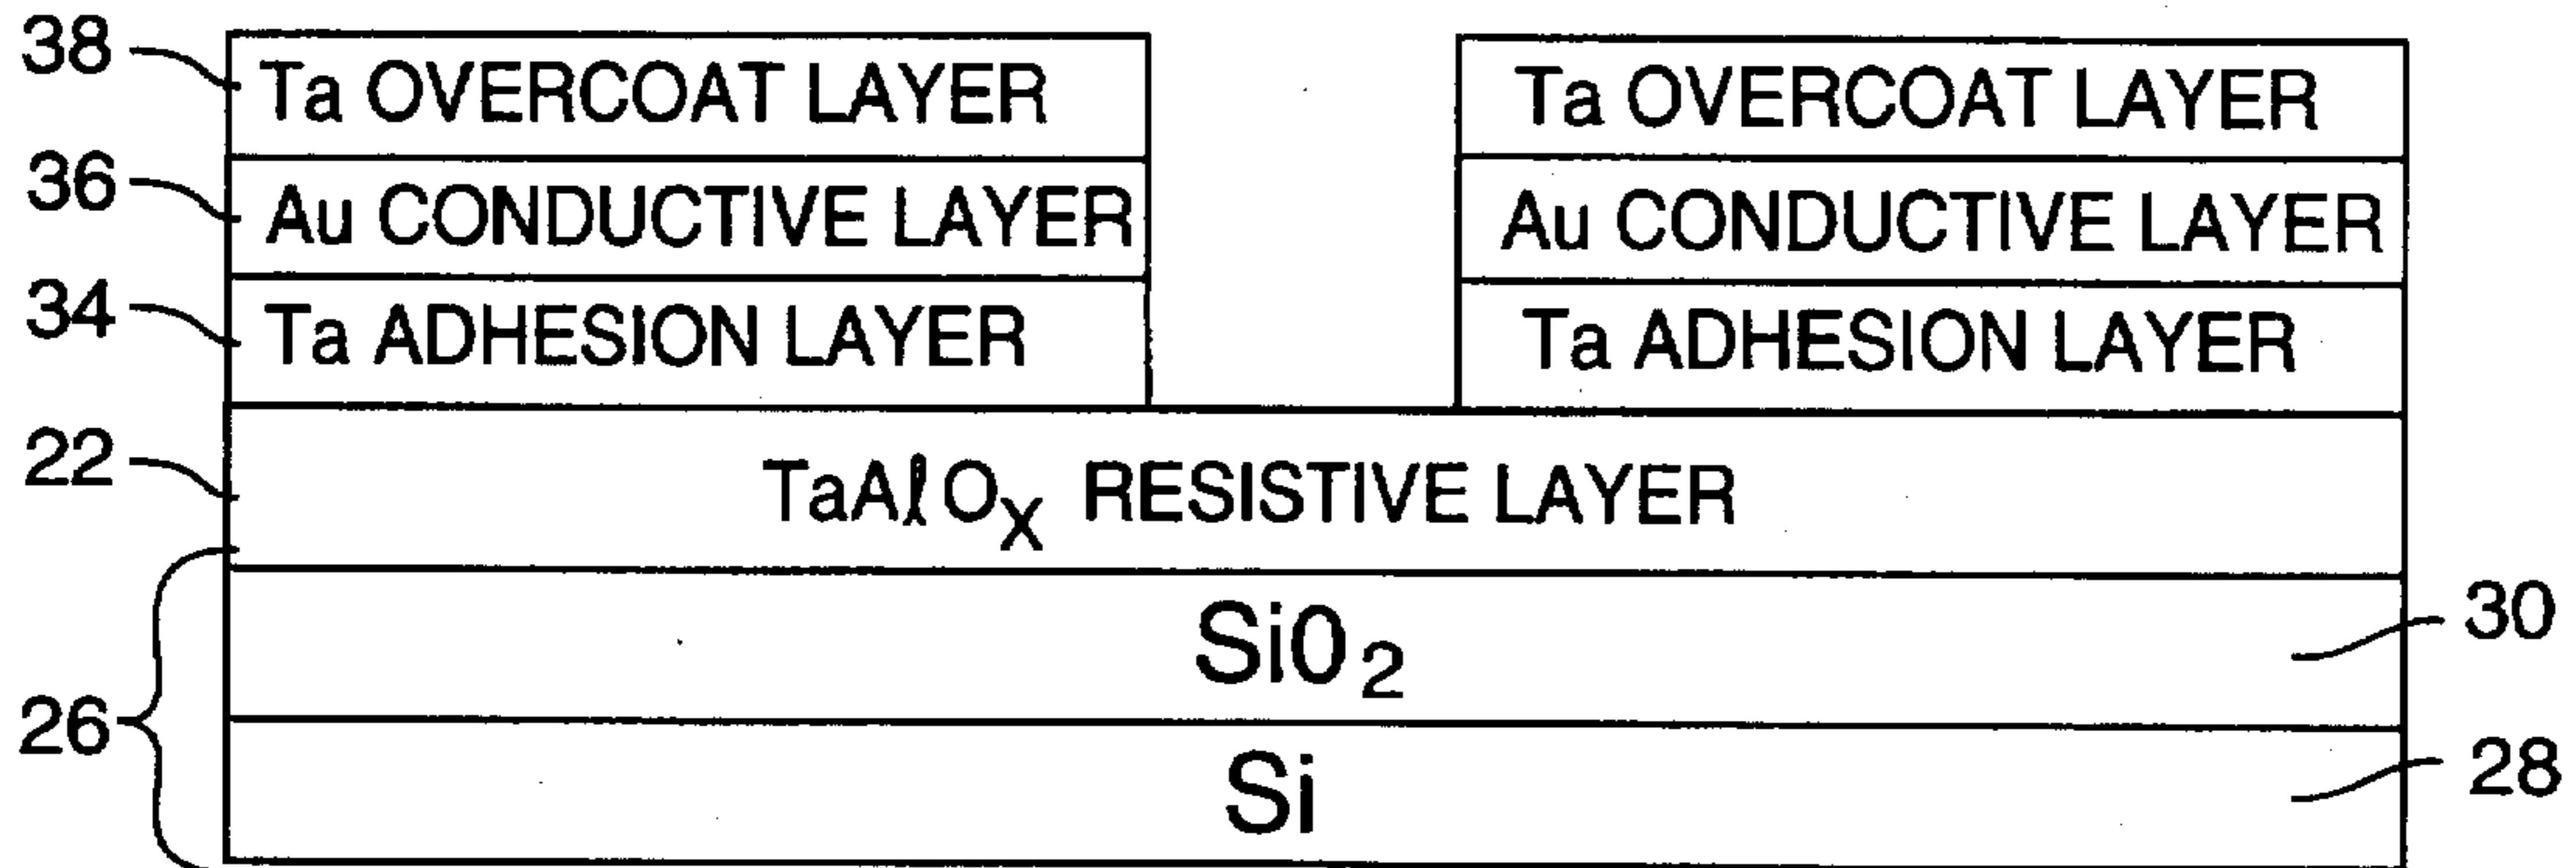 38 Ta OVERCOAT LAYER Ta OVERCOAT LAYER
36 Au CONDUCTIVE LAYER Au CONDUCTIVE LAYER
34 Ta ADHESION LAYER Ta ADHESION LAYER
22 TaAlOₓ RESISTIVE LAYER
SiO₂ 30
26
Si 28